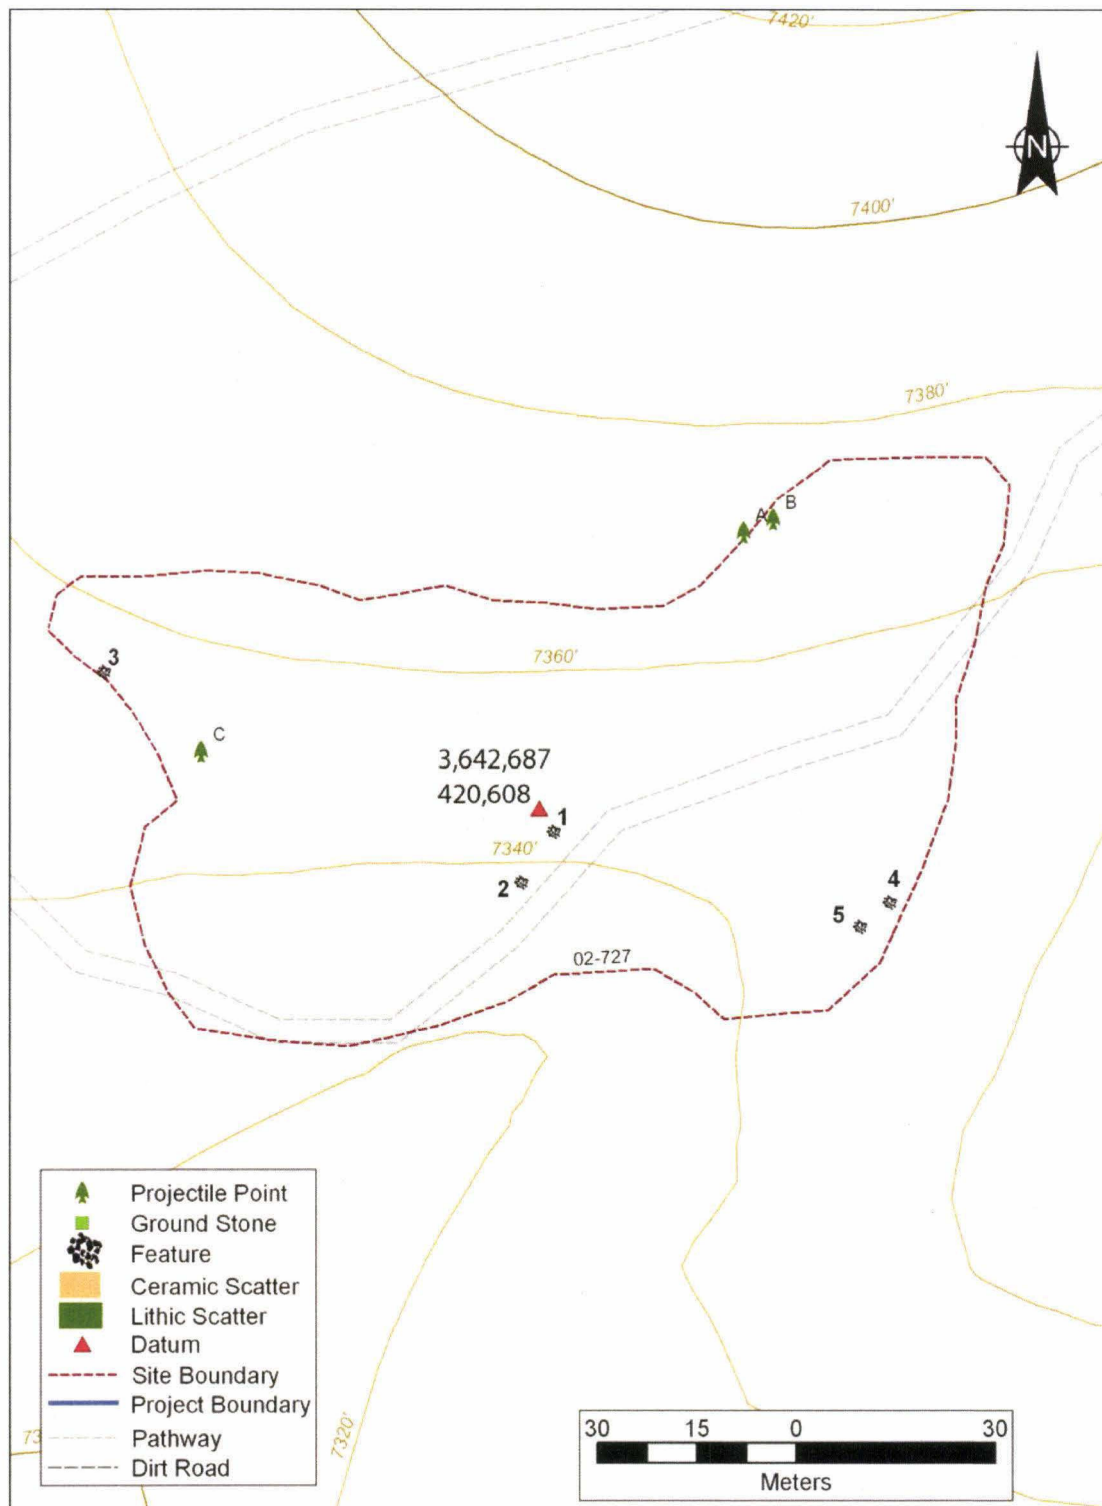 7420'
N
7400'
7380'
A
B
7360'
3
C
3,642,687
420,608
1
7340'
2
4
5
02-727
Projectile Point
Ground Stone
Feature
Ceramic Scatter
Lithic Scatter
Datum
Site Boundary
Project Boundary
Pathway
Dirt Road
7320'
30 15 0 30
Meters